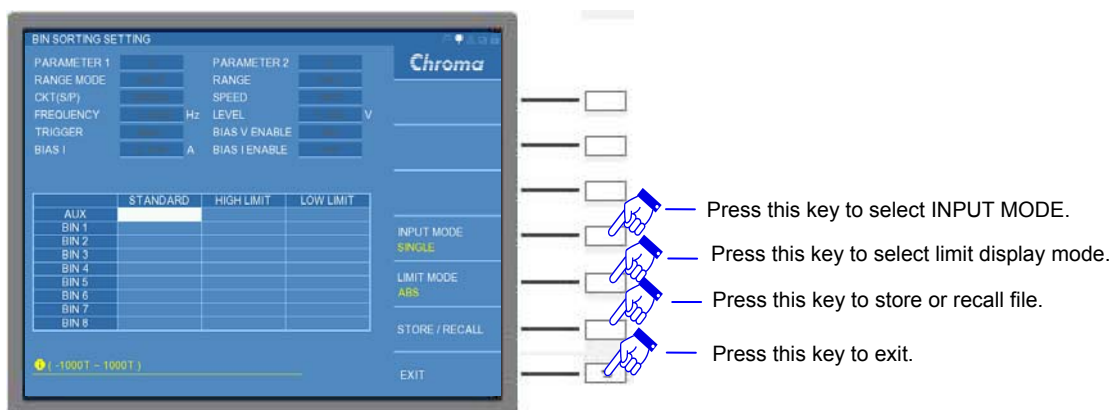 BIN SORTING SETTING
Chroma
PARAMETER 1 PARAMETER 2
RANGE MODE RANGE
CKT(S/P) SPEED
FREQUENCY Hz LEVEL V
TRIGGER BIAS V ENABLE
BIAS I A BIAS I ENABLE
STANDARD HIGH LIMIT LOW LIMIT
AUX
BIN 1
BIN 2
BIN 3
BIN 4
BIN 5
BIN 6
BIN 7
BIN 8
( -1000T ~ 1000T )
INPUT MODE
SINGLE
LIMIT MODE
ABS
STORE / RECALL
EXIT
Press this key to select INPUT MODE.
Press this key to select limit display mode.
Press this key to store or recall file.
Press this key to exit.